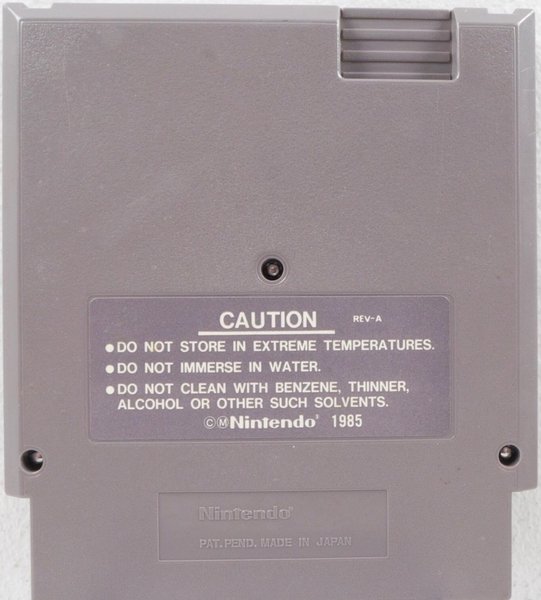 CAUTION REV-A
●DO NOT STORE IN EXTREME TEMPERATURES.
●DO NOT IMMERSE IN WATER.
●DO NOT CLEAN WITH BENZENE, THINNER,
ALCOHOL OR OTHER SUCH SOLVENTS.
©Ⓜ Nintendo® 1985
Nintendo®
PAT. PEND. MADE IN JAPAN